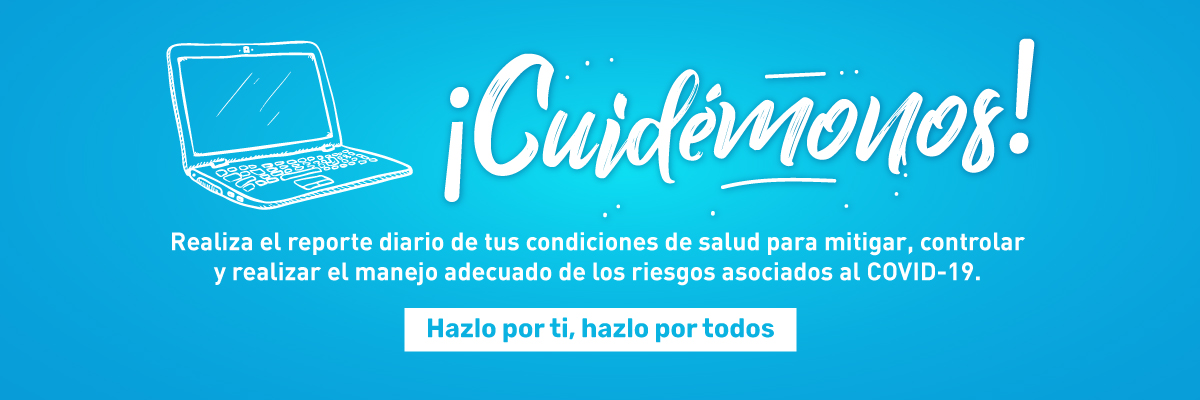 ¡Cuidémonos!
Realiza el reporte diario de tus condiciones de salud para mitigar, controlar
y realizar el manejo adecuado de los riesgos asociados al COVID-19.
Hazlo por ti, hazlo por todos